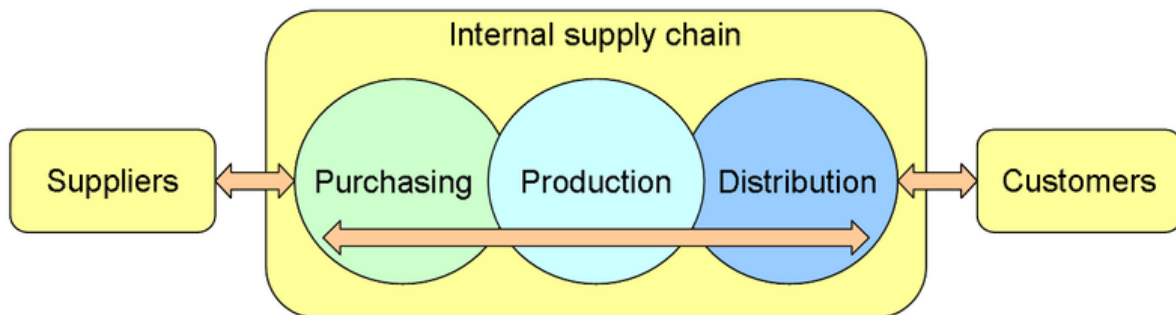 Internal supply chain
Suppliers
Purchasing
Production
Distribution
Customers